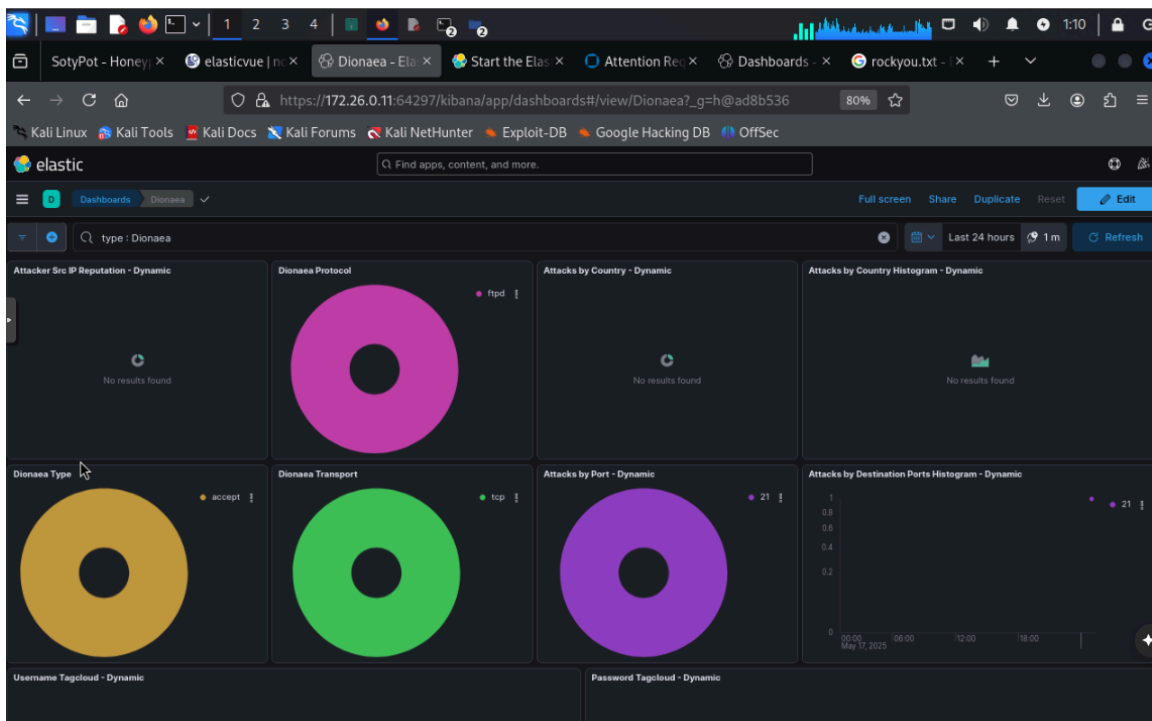 1 2 3 4 1:10 G
SotyPot - Honey × elasticvue | no × Dionaea - Elas × Start the Elas × Attention Req × Dashboards - × rockyou.txt - ×
https://172.26.0.11:64297/kibana/app/dashboards#/view/Dionaea?_g=h@ad8b536 80%
Kali Linux Kali Tools Kali Docs Kali Forums Kali NetHunter Exploit-DB Google Hacking DB OffSec
elastic Find apps, content, and more.
D Dashboards Dionaea Full screen Share Duplicate Reset Edit
type : Dionaea Last 24 hours 1 m Refresh
Attacker Src IP Reputation - Dynamic Dionaea Protocol Attacks by Country - Dynamic Attacks by Country Histogram - Dynamic
ftpd
No results found No results found No results found
Dionaea Type Dionaea Transport Attacks by Port - Dynamic Attacks by Destination Ports Histogram - Dynamic
accept tcp 21 21
1
0.8
0.6
0.4
0.2
0
00:00 06:00 12:00 18:00
May 17, 2025
Username Tagcloud - Dynamic Password Tagcloud - Dynamic